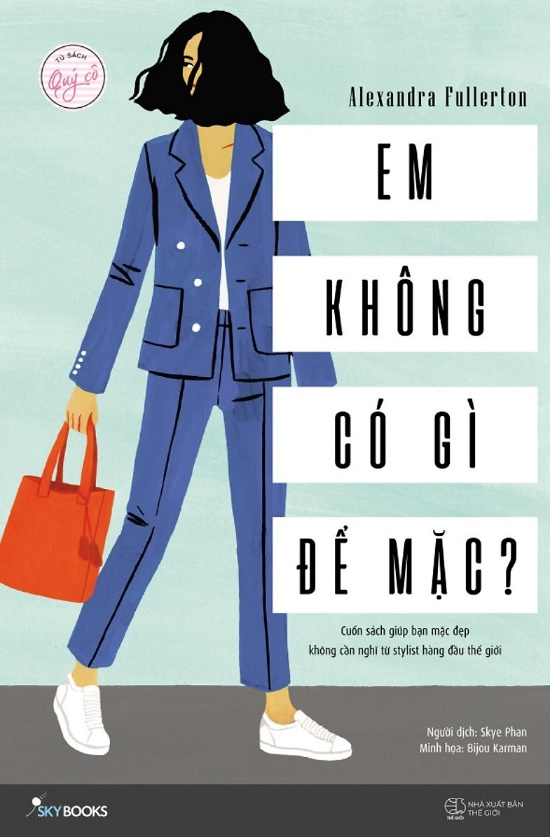 TỦ SÁCH
Quý cô
Alexandra Fullerton
EM
KHÔNG
CÓ GÌ
ĐỂ MẶC?
Cuốn sách giúp bạn mặc đẹp
không cần nghĩ từ stylist hàng đầu thế giới
Người dịch: Skye Phan
Minh họa: Bijou Karman
SKYBOOKS
THẾ GIỚI
NHÀ XUẤT BẢN
THẾ GIỚI